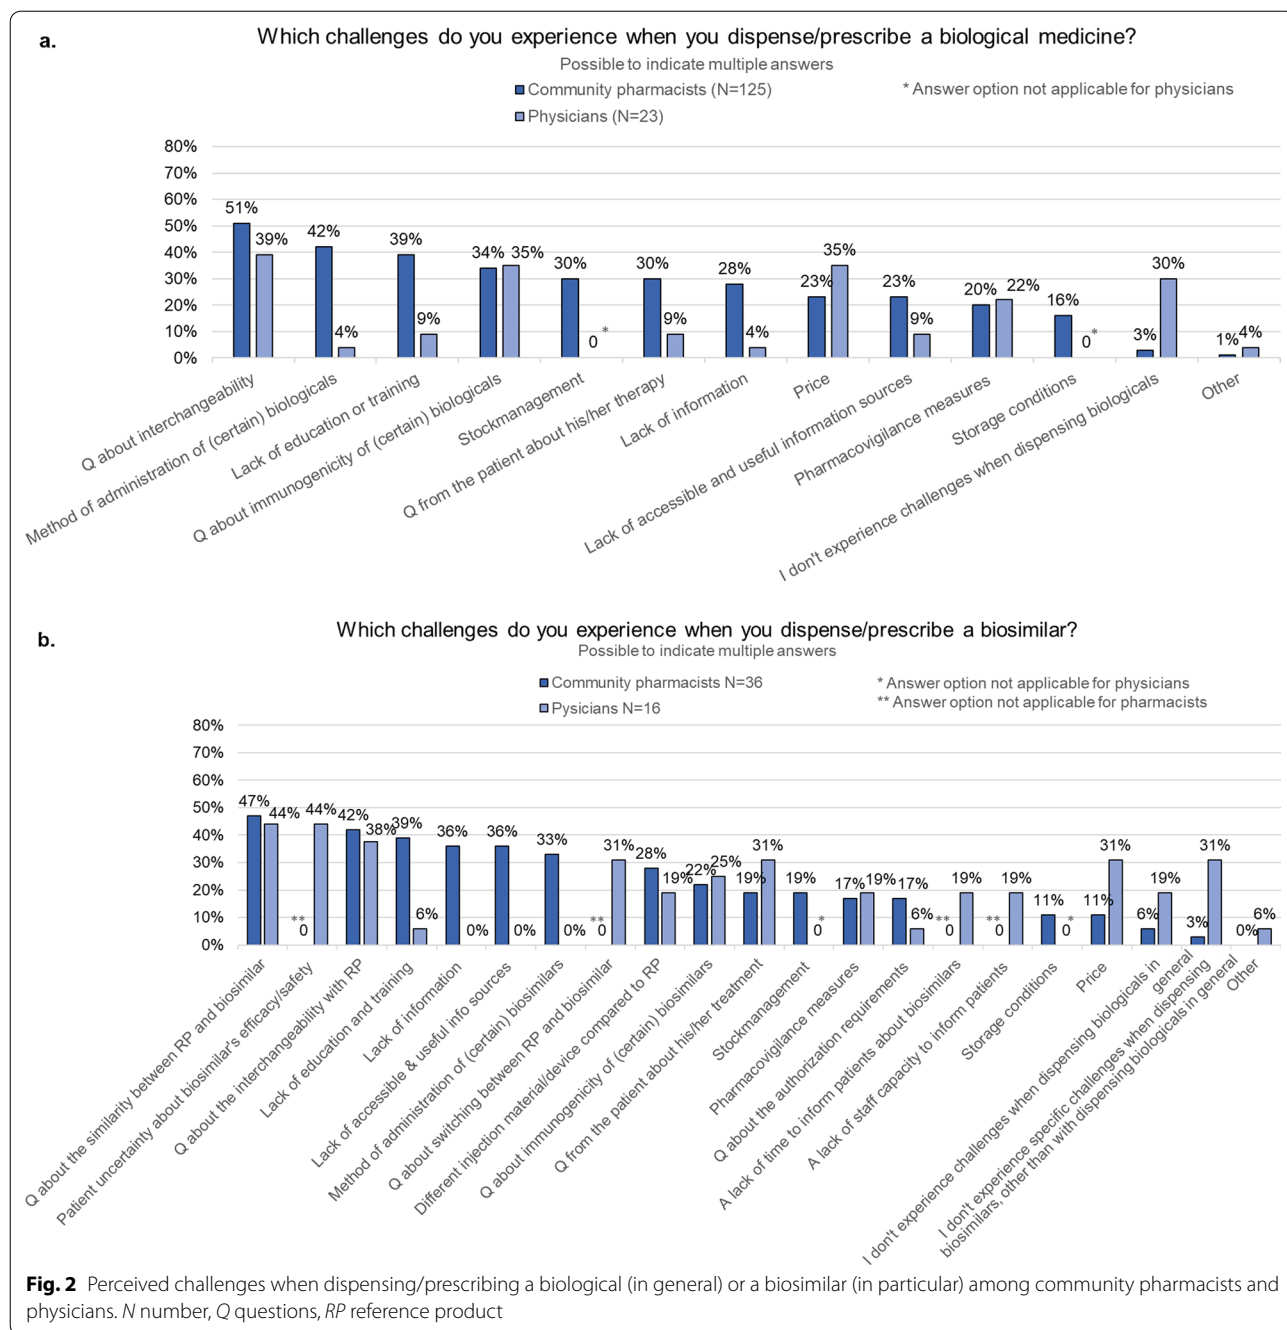 a.
Which challenges do you experience when you dispense/prescribe a biological medicine?
Possible to indicate multiple answers
Community pharmacists (N=125)
* Answer option not applicable for physicians
Physicians (N=23)
80%
70%
60%
50%
40%
30%
20%
10%
0%
51%
39%
42%
4%
39%
9%
34%
35%
30%
0
*
30%
9%
28%
4%
23%
35%
23%
9%
20%
22%
16%
0
*
3%
30%
1%
4%
Q about interchangeability
Method of administration of (certain) biologicals
Lack of education or training
Q about immunogenicity of (certain) biologicals
Stockmanagement
Q from the patient about his/her therapy
Lack of information
Price
Lack of accessible and useful information sources
Pharmacovigilance measures
Storage conditions
I don't experience challenges when dispensing biologicals
Other
b.
Which challenges do you experience when you dispense/prescribe a biosimilar?
Possible to indicate multiple answers
Community pharmacists N=36
* Answer option not applicable for physicians
Pysicians N=16
** Answer option not applicable for pharmacists
80%
70%
60%
50%
40%
30%
20%
10%
0%
47%
44%
**
0
44%
42%
38%
39%
6%
36%
0%
36%
0%
33%
0%
**
0
31%
28%
19%
22%
25%
19%
31%
19%
0
*
17%
19%
17%
6%
**
0
19%
**
0
19%
11%
0
*
11%
31%
6%
19%
3%
31%
0%
6%
Q about the similarity between RP and biosimilar
Patient uncertainty about biosimilar's efficacy/safety
Q about the interchangeability with RP
Lack of education and training
Lack of information
Lack of accessible & useful info sources
Method of administration of (certain) biosimilars
Q about switching between RP and biosimilar
Different injection material/device compared to RP
Q about immunogenicity of (certain) biosimilars
Q from the patient about his/her treatment
Stockmanagement
Pharmacovigilance measures
Q about the authorization requirements
A lack of time to inform patients about biosimilars
A lack of staff capacity to inform patients
Storage conditions
Price
I don't experience challenges when dispensing biologicals in
general
I don't experience specific challenges when dispensing
biosimilars, other than with dispensing biologicals in general
Other
Fig. 2 Perceived challenges when dispensing/prescribing a biological (in general) or a biosimilar (in particular) among community pharmacists and
physicians. N number, Q questions, RP reference product